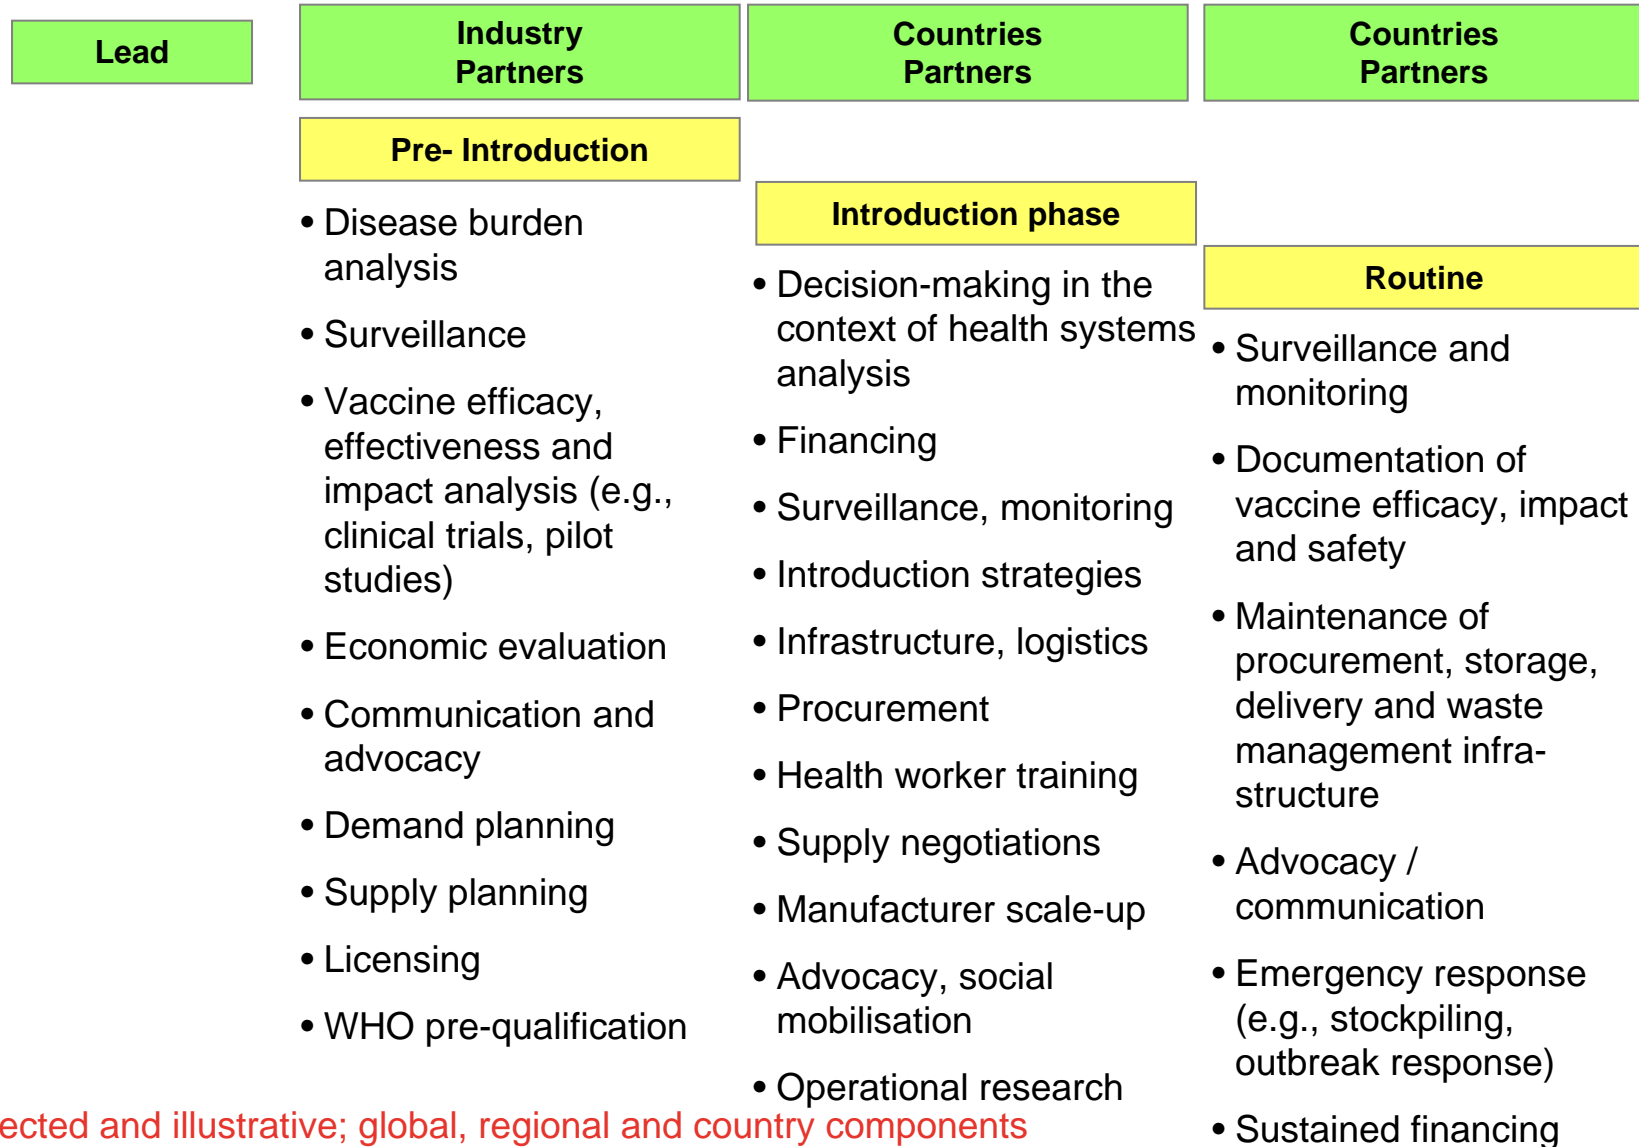 Lead
Industry
Partners
Countries
Partners
Countries
Partners
Pre- Introduction
• Disease burden
analysis
• Surveillance
• Vaccine efficacy,
effectiveness and
impact analysis (e.g.,
clinical trials, pilot
studies)
• Economic evaluation
• Communication and
advocacy
• Demand planning
• Supply planning
• Licensing
• WHO pre-qualification
Introduction phase
• Decision-making in the
context of health systems
analysis
• Financing
• Surveillance, monitoring
• Introduction strategies
• Infrastructure, logistics
• Procurement
• Health worker training
• Supply negotiations
• Manufacturer scale-up
• Advocacy, social
mobilisation
• Operational research
Routine
• Surveillance and
monitoring
• Documentation of
vaccine efficacy, impact
and safety
• Maintenance of
procurement, storage,
delivery and waste
management infra-
structure
• Advocacy /
communication
• Emergency response
(e.g., stockpiling,
outbreak response)
• Sustained financing
ected and illustrative; global, regional and country components